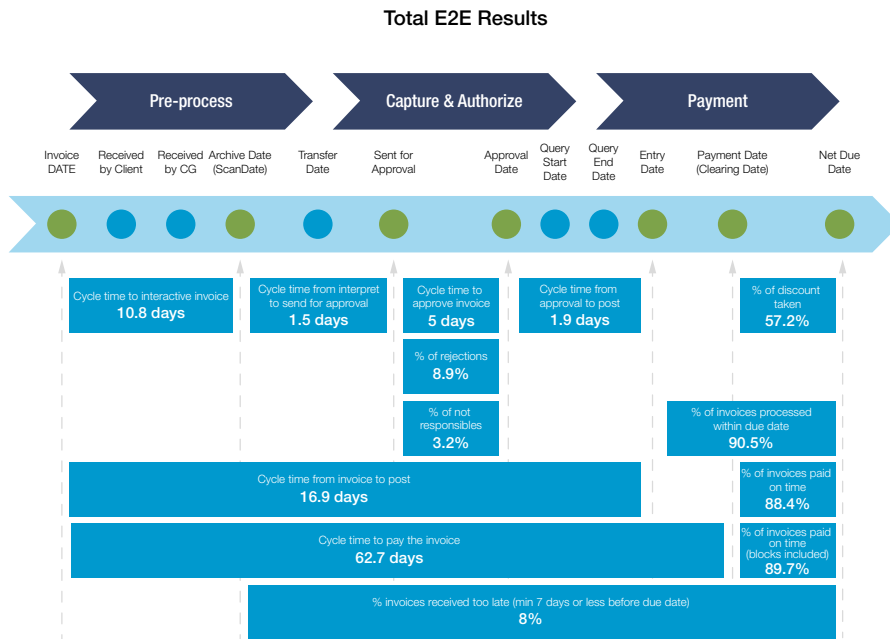 Total E2E Results
Pre-process
Capture & Authorize
Payment
Invoice
DATE
Received
by Client
Received
by CG
Archive Date
(ScanDate)
Transfer
Date
Sent for
Approval
Approval
Date
Query
Start
Date
Query
End
Date
Entry
Date
Payment Date
(Clearing Date)
Net Due
Date
Cycle time to interactive invoice
10.8 days
Cycle time from interpret
to send for approval
1.5 days
Cycle time to
approve invoice
5 days
Cycle time from
approval to post
1.9 days
% of discount
taken
57.2%
% of rejections
8.9%
% of not
responsibles
3.2%
% of invoices processed
within due date
90.5%
Cycle time from invoice to post
16.9 days
% of invoices paid
on time
88.4%
Cycle time to pay the invoice
62.7 days
% of invoices paid
on time
(blocks included)
89.7%
% invoices received too late (min 7 days or less before due date)
8%